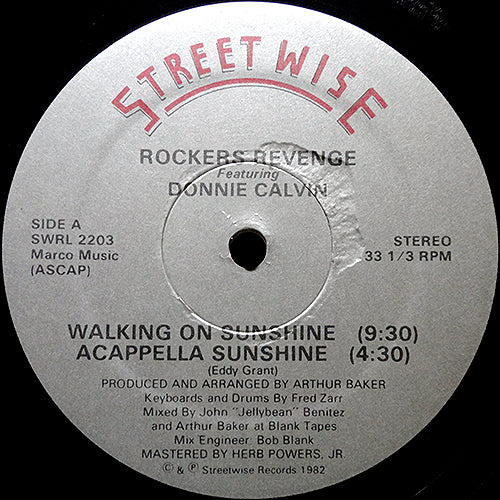 STREETWISE
ROCKERS REVENGE
Featuring
DONNIE CALVIN
SIDE A
SWRL 2203
Marco Music
(ASCAP)
STEREO
33 1/3 RPM
WALKING ON SUNSHINE (9:30)
ACAPPELLA SUNSHINE (4:30)
(Eddy Grant)
PRODUCED AND ARRANGED BY ARTHUR BAKER
Keyboards and Drums By Fred Zarr
Mixed By John "Jellybean" Benitez
and Arthur Baker at Blank Tapes
Mix Engineer: Bob Blank
MASTERED BY HERB POWERS, JR.
© & ℗ Streetwise Records 1982